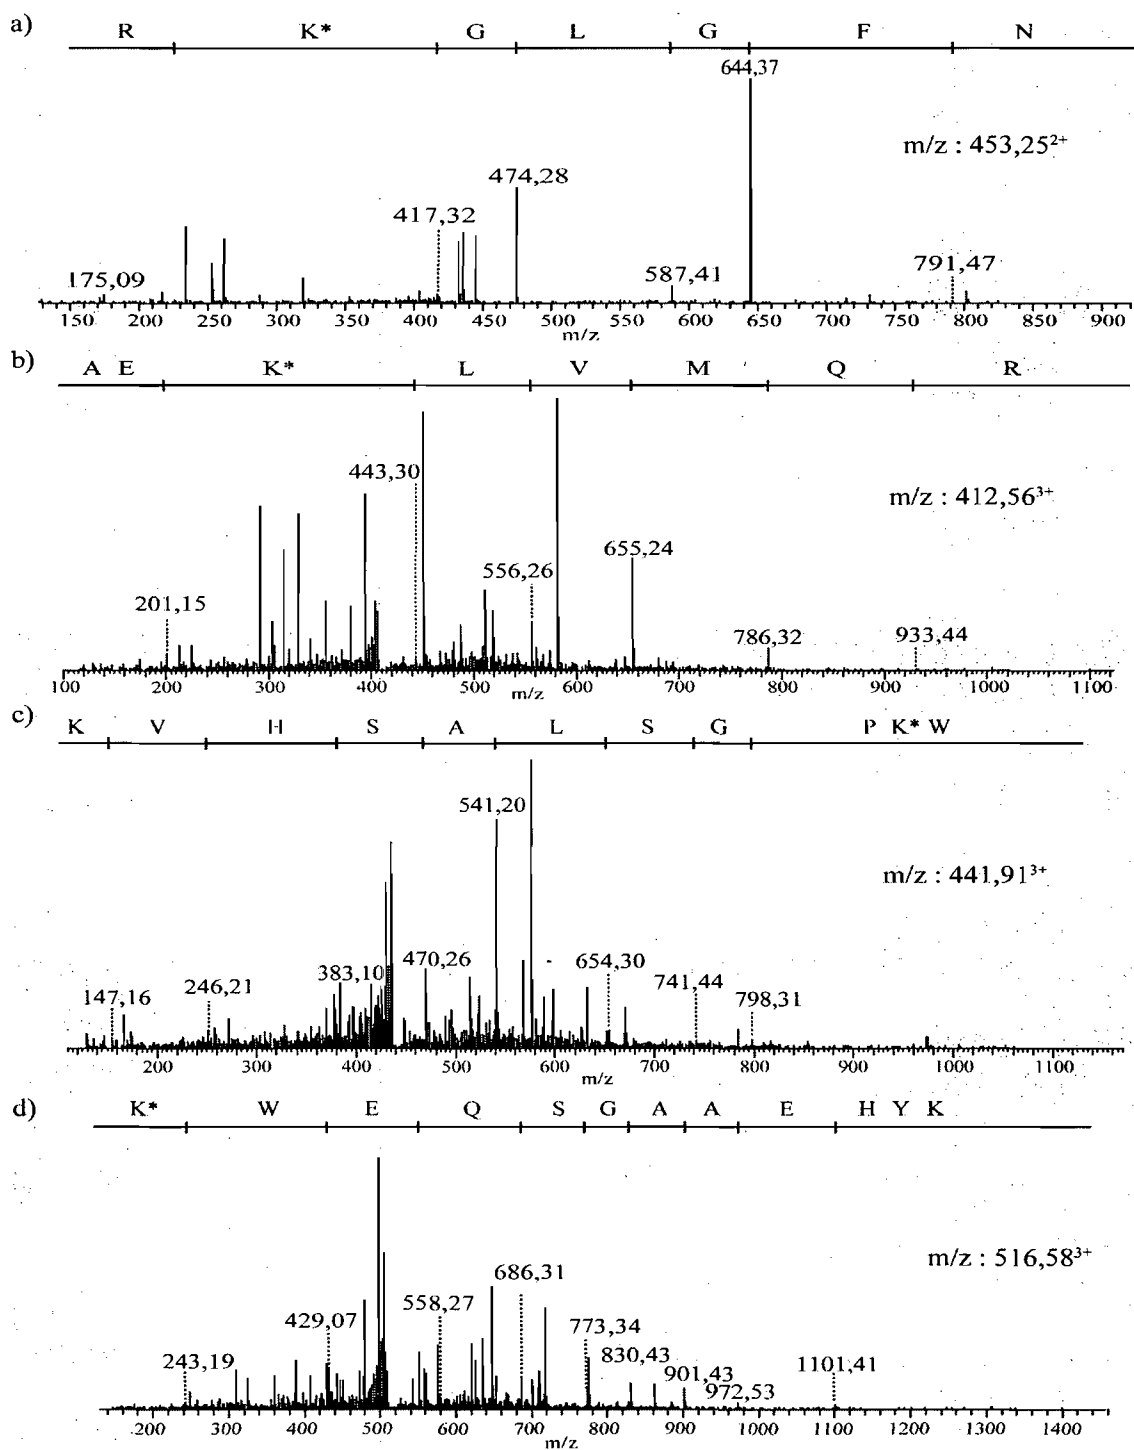 a)
R K* G L G F N
644,37
m/z : 453,25²⁺
474,28
417,32
587,41
791,47
175,09
150 200 250 300 350 400 450 500 550 600 650 700 750 800 850 900
m/z
b)
A E K* L V M Q R
443,30
m/z : 412,56³⁺
655,24
556,26
201,15
786,32
933,44
100 200 300 400 500 600 700 800 900 1000 1100
m/z
c)
K V H S A L S G P K* W
541,20
m/z : 441,91³⁺
470,26
654,30
383,10
741,44
246,21
147,16
798,31
200 300 400 500 600 700 800 900 1000 1100
m/z
d)
K* W E Q S G A A E H Y K
m/z : 516,58³⁺
686,31
558,27
429,07
773,34
830,43
1101,41
243,19
901,43
972,53
200 300 400 500 600 700 800 900 1000 1100 1200 1300 1400
m/z